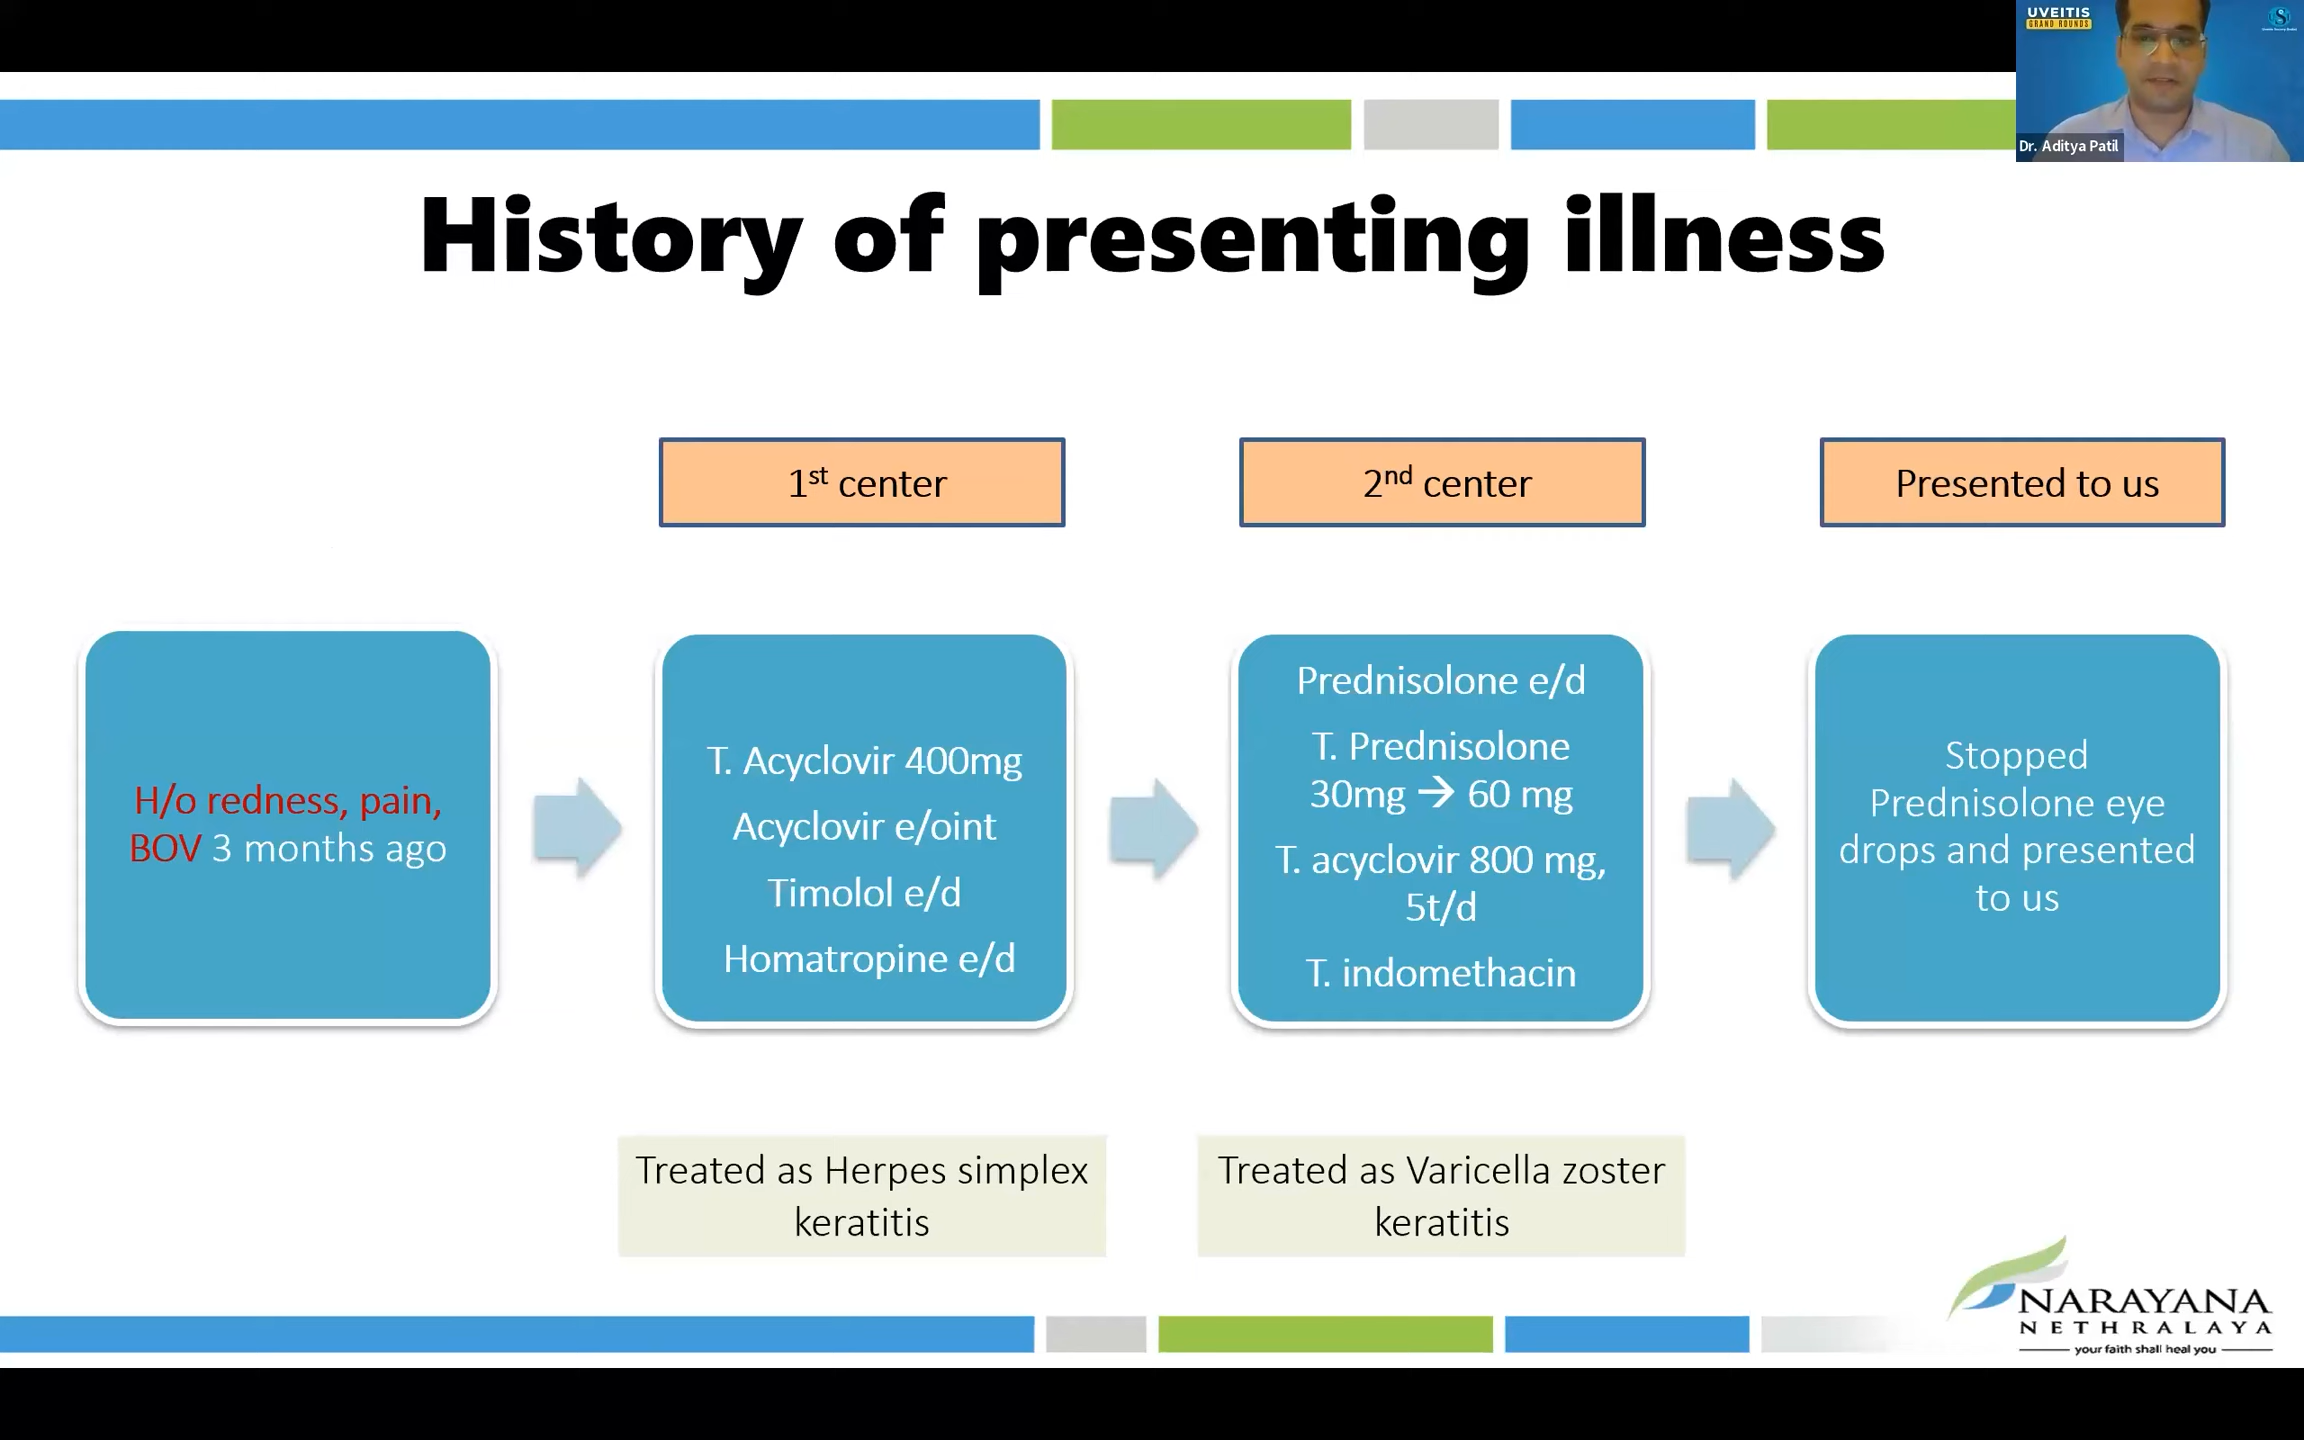 UVEITIS
GRAND ROUNDS
Dr. Aditya Patil
History of presenting illness
1st center
2nd center
Presented to us
H/o redness, pain,
BOV 3 months ago
T. Acyclovir 400mg
Acyclovir e/oint
Timolol e/d
Homatropine e/d
Prednisolone e/d
T. Prednisolone
30mg → 60 mg
T. acyclovir 800 mg,
5t/d
T. indomethacin
Stopped
Prednisolone eye
drops and presented
to us
Treated as Herpes simplex
keratitis
Treated as Varicella zoster
keratitis
NARAYANA
NETHRALAYA
your faith shall heal you